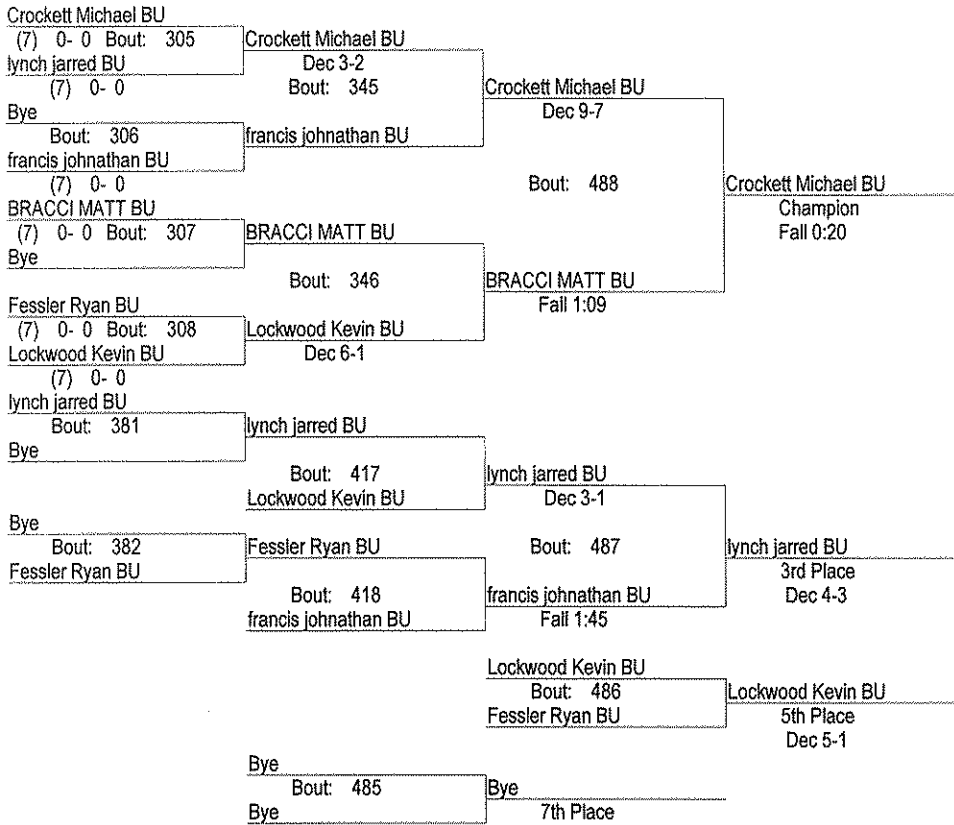 Crockett Michael BU
(7) 0- 0 Bout: 305
lynch jarred BU
(7) 0- 0
Bye
Bout: 306
francis johnathan BU
(7) 0- 0
BRACCI MATT BU
(7) 0- 0 Bout: 307
Bye
Fessler Ryan BU
(7) 0- 0 Bout: 308
Lockwood Kevin BU
(7) 0- 0
Crockett Michael BU
Dec 3-2
Bout: 345
francis johnathan BU
BRACCI MATT BU
Bout: 346
Lockwood Kevin BU
Dec 6-1
Crockett Michael BU
Dec 9-7
Bout: 488
BRACCI MATT BU
Fall 1:09
Crockett Michael BU
Champion
Fall 0:20
lynch jarred BU
Bout: 381
Bye
Bye
Bout: 382
Fessler Ryan BU
lynch jarred BU
Bout: 417
Lockwood Kevin BU
Fessler Ryan BU
Bout: 418
francis johnathan BU
lynch jarred BU
Dec 3-1
Bout: 487
francis johnathan BU
Fall 1:45
lynch jarred BU
3rd Place
Dec 4-3
Lockwood Kevin BU
Bout: 486
Fessler Ryan BU
Lockwood Kevin BU
5th Place
Dec 5-1
Bye
Bout: 485
Bye
Bye
7th Place